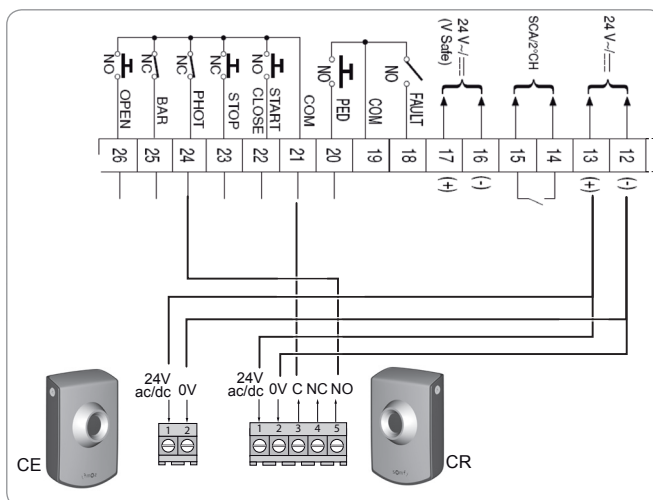 OPEN NO
BAR NC
PHOT NC
STOP NC
START CLOSE NO
COM
PED NO
COM
FAULT NO
24 V~/⎓ (V Safe)
SCA/2°CH
24 V~/⎓
26 25 24 23 22 21 20 19 18 17 16 15 14 13 12
(+) (-) (+) (-)
24V ac/dc 0V
24V ac/dc 0V C NC NO
1 2
1 2 3 4 5
CE
CR